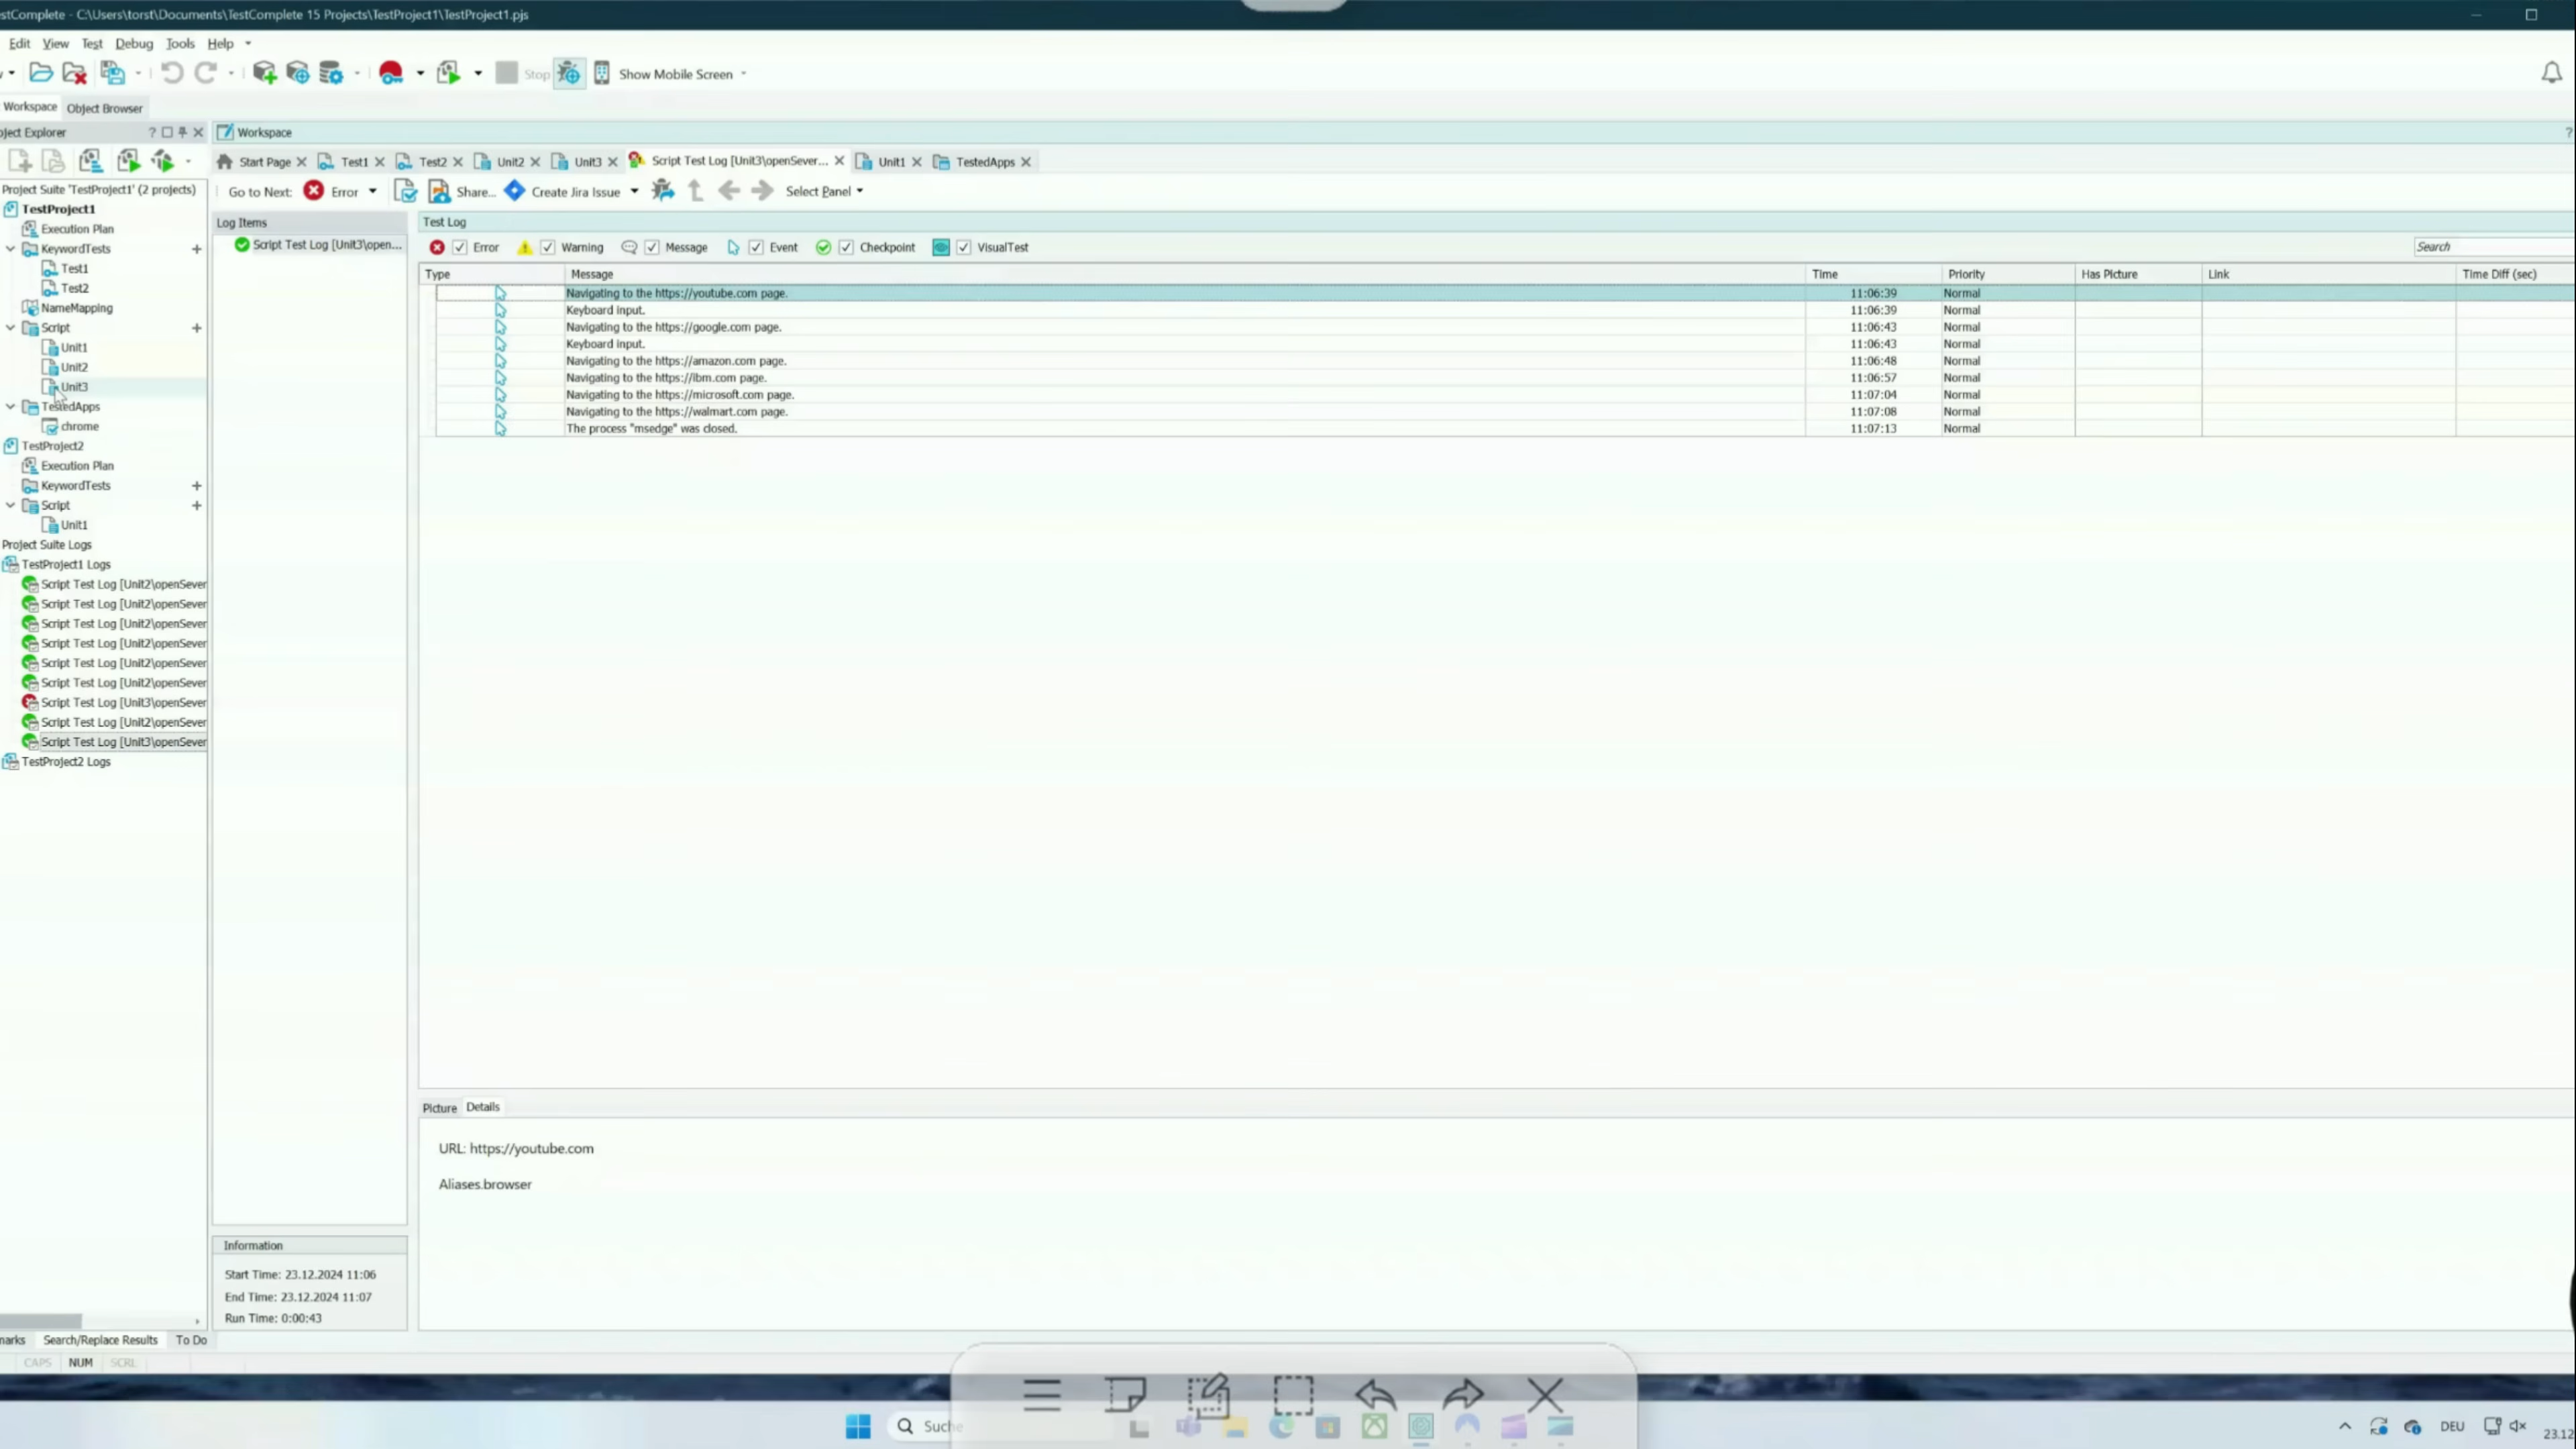 stComplete - C:\Users\torst\Documents\TestComplete 15 Projects\TestProject1\TestProject1.pjs
Edit View Test Debug Tools Help
Stop Show Mobile Screen
Workspace Object Browser
ject Explorer
Workspace
Start Page Test1 Test2 Unit2 Unit3 Script Test Log [Unit3\openSever... Unit1 TestedApps
Go to Next: Error Share... Create Jira Issue Select Panel
Project Suite 'TestProject1' (2 projects)
TestProject1
Execution Plan
KeywordTests
Test1
Test2
NameMapping
Script
Unit1
Unit2
Unit3
TestedApps
chrome
TestProject2
Execution Plan
KeywordTests
Script
Unit1
Project Suite Logs
TestProject1 Logs
Script Test Log [Unit2\openSever
Script Test Log [Unit2\openSever
Script Test Log [Unit2\openSever
Script Test Log [Unit2\openSever
Script Test Log [Unit2\openSever
Script Test Log [Unit2\openSever
Script Test Log [Unit3\openSever
Script Test Log [Unit2\openSever
Script Test Log [Unit3\openSever
TestProject2 Logs
Log Items
Script Test Log [Unit3\open...
Test Log
Error Warning Message Event Checkpoint VisualTest Search
Type Message Time Priority Has Picture Link Time Diff (sec)
Navigating to the https://youtube.com page. 11:06:39 Normal
Keyboard input. 11:06:39 Normal
Navigating to the https://google.com page. 11:06:43 Normal
Keyboard input. 11:06:43 Normal
Navigating to the https://amazon.com page. 11:06:48 Normal
Navigating to the https://ibm.com page. 11:06:57 Normal
Navigating to the https://microsoft.com page. 11:07:04 Normal
Navigating to the https://walmart.com page. 11:07:08 Normal
The process "msedge" was closed. 11:07:13 Normal
Picture Details
URL: https://youtube.com
Aliases.browser
Information
Start Time: 23.12.2024 11:06
End Time: 23.12.2024 11:07
Run Time: 0:00:43
marks Search/Replace Results To Do
CAPS NUM SCRL
Suche
DEU
23.12